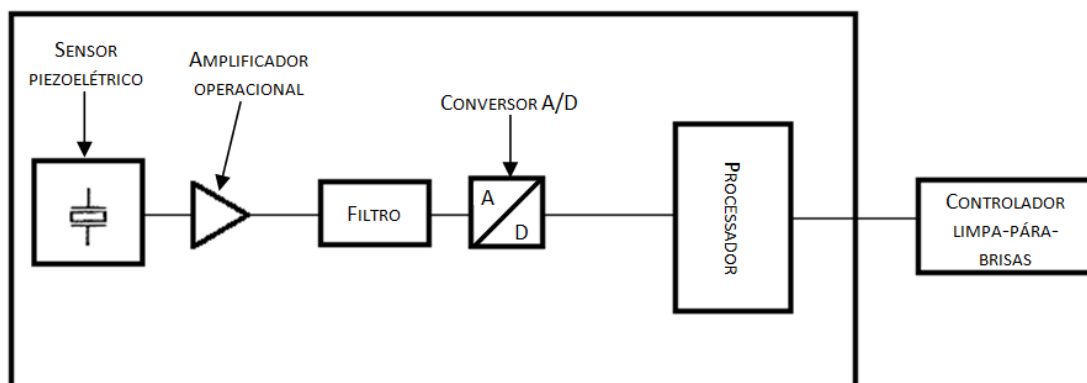 SENSOR
PIEZOELÉTRICO
AMPLIFICADOR
OPERACIONAL
CONVERSOR A/D
FILTRO
A
D
PROCESSADOR
CONTROLADOR
LIMPA-PÁRA-
BRISAS